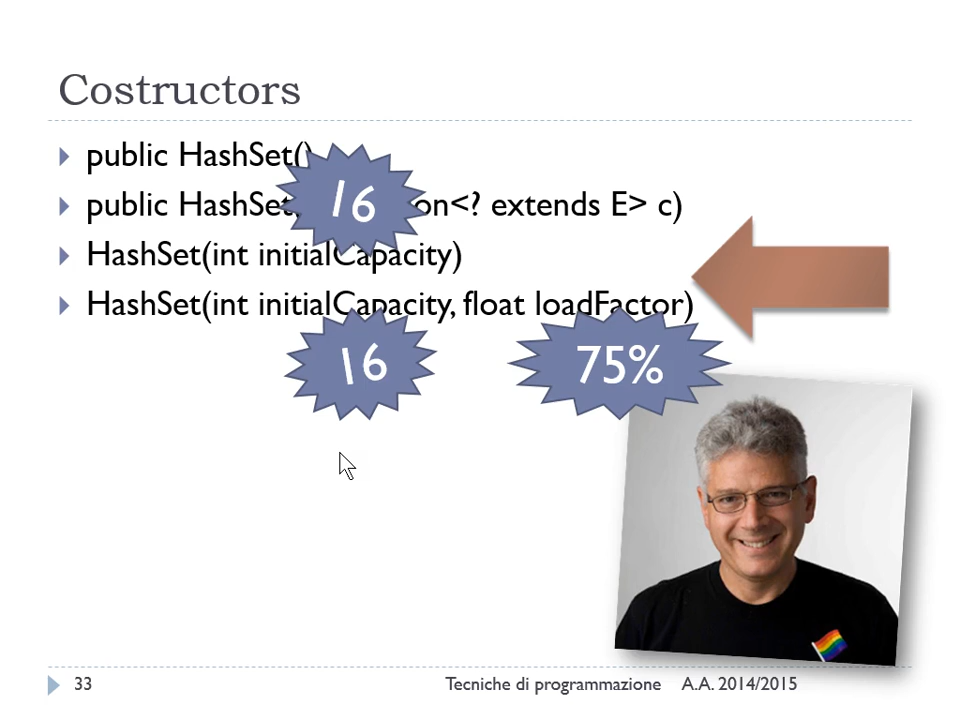 Costructors
public HashSet()
16
public HashSet on<? extends E> c)
HashSet(int initialCapacity)
HashSet(int initialCapacity, float loadFactor)
16
75%
33
Tecniche di programmazione A.A. 2014/2015